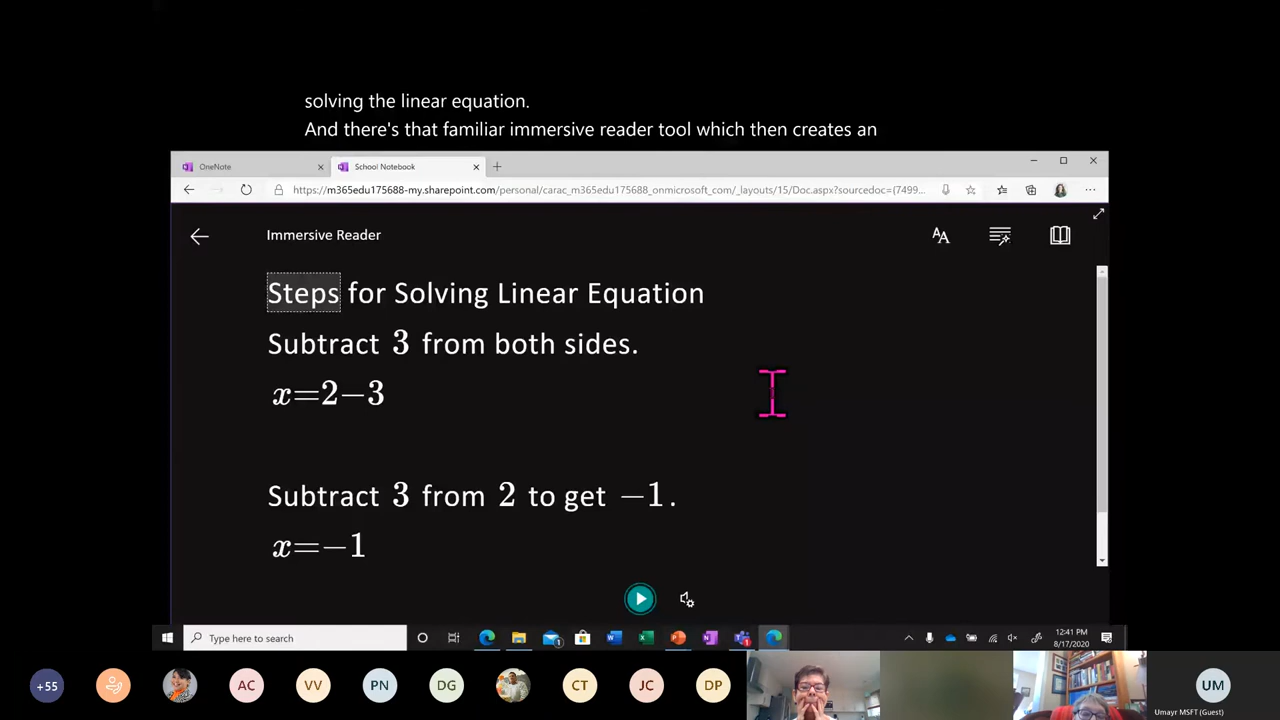 solving the linear equation.
And there's that familiar immersive reader tool which then creates an
OneNote
School Notebook
https://m365edu175688-my.sharepoint.com/personal/carac_m365edu175688_onmicrosoft_com/_layouts/15/Doc.aspx?sourcedoc=(7499...
Immersive Reader
AA
Steps for Solving Linear Equation
Subtract 3 from both sides.
x=2−3
Subtract 3 from 2 to get −1.
x=−1
Type here to search
12:41 PM
8/17/2020
+55
AC
VV
PN
DG
CT
JC
DP
UM
Umayr MSFT (Guest)